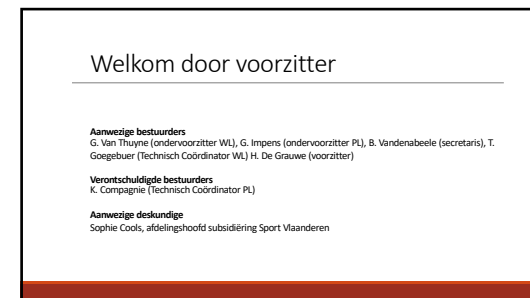 Welkom door voorzitter
Aanwezige bestuurders
G. Van Thuyne (ondervoorzitter WL), G. Impens (ondervoorzitter PL), B. Vandenabeele (secretaris), T.
Goegebuer (Technisch Coördinator WL) H. De Grauwe (voorzitter)
Verontschuldigde bestuurders
K. Compagnie (Technisch Coördinator PL)
Aanwezige deskundige
Sophie Cools, afdelingshoofd subsidiëring Sport Vlaanderen